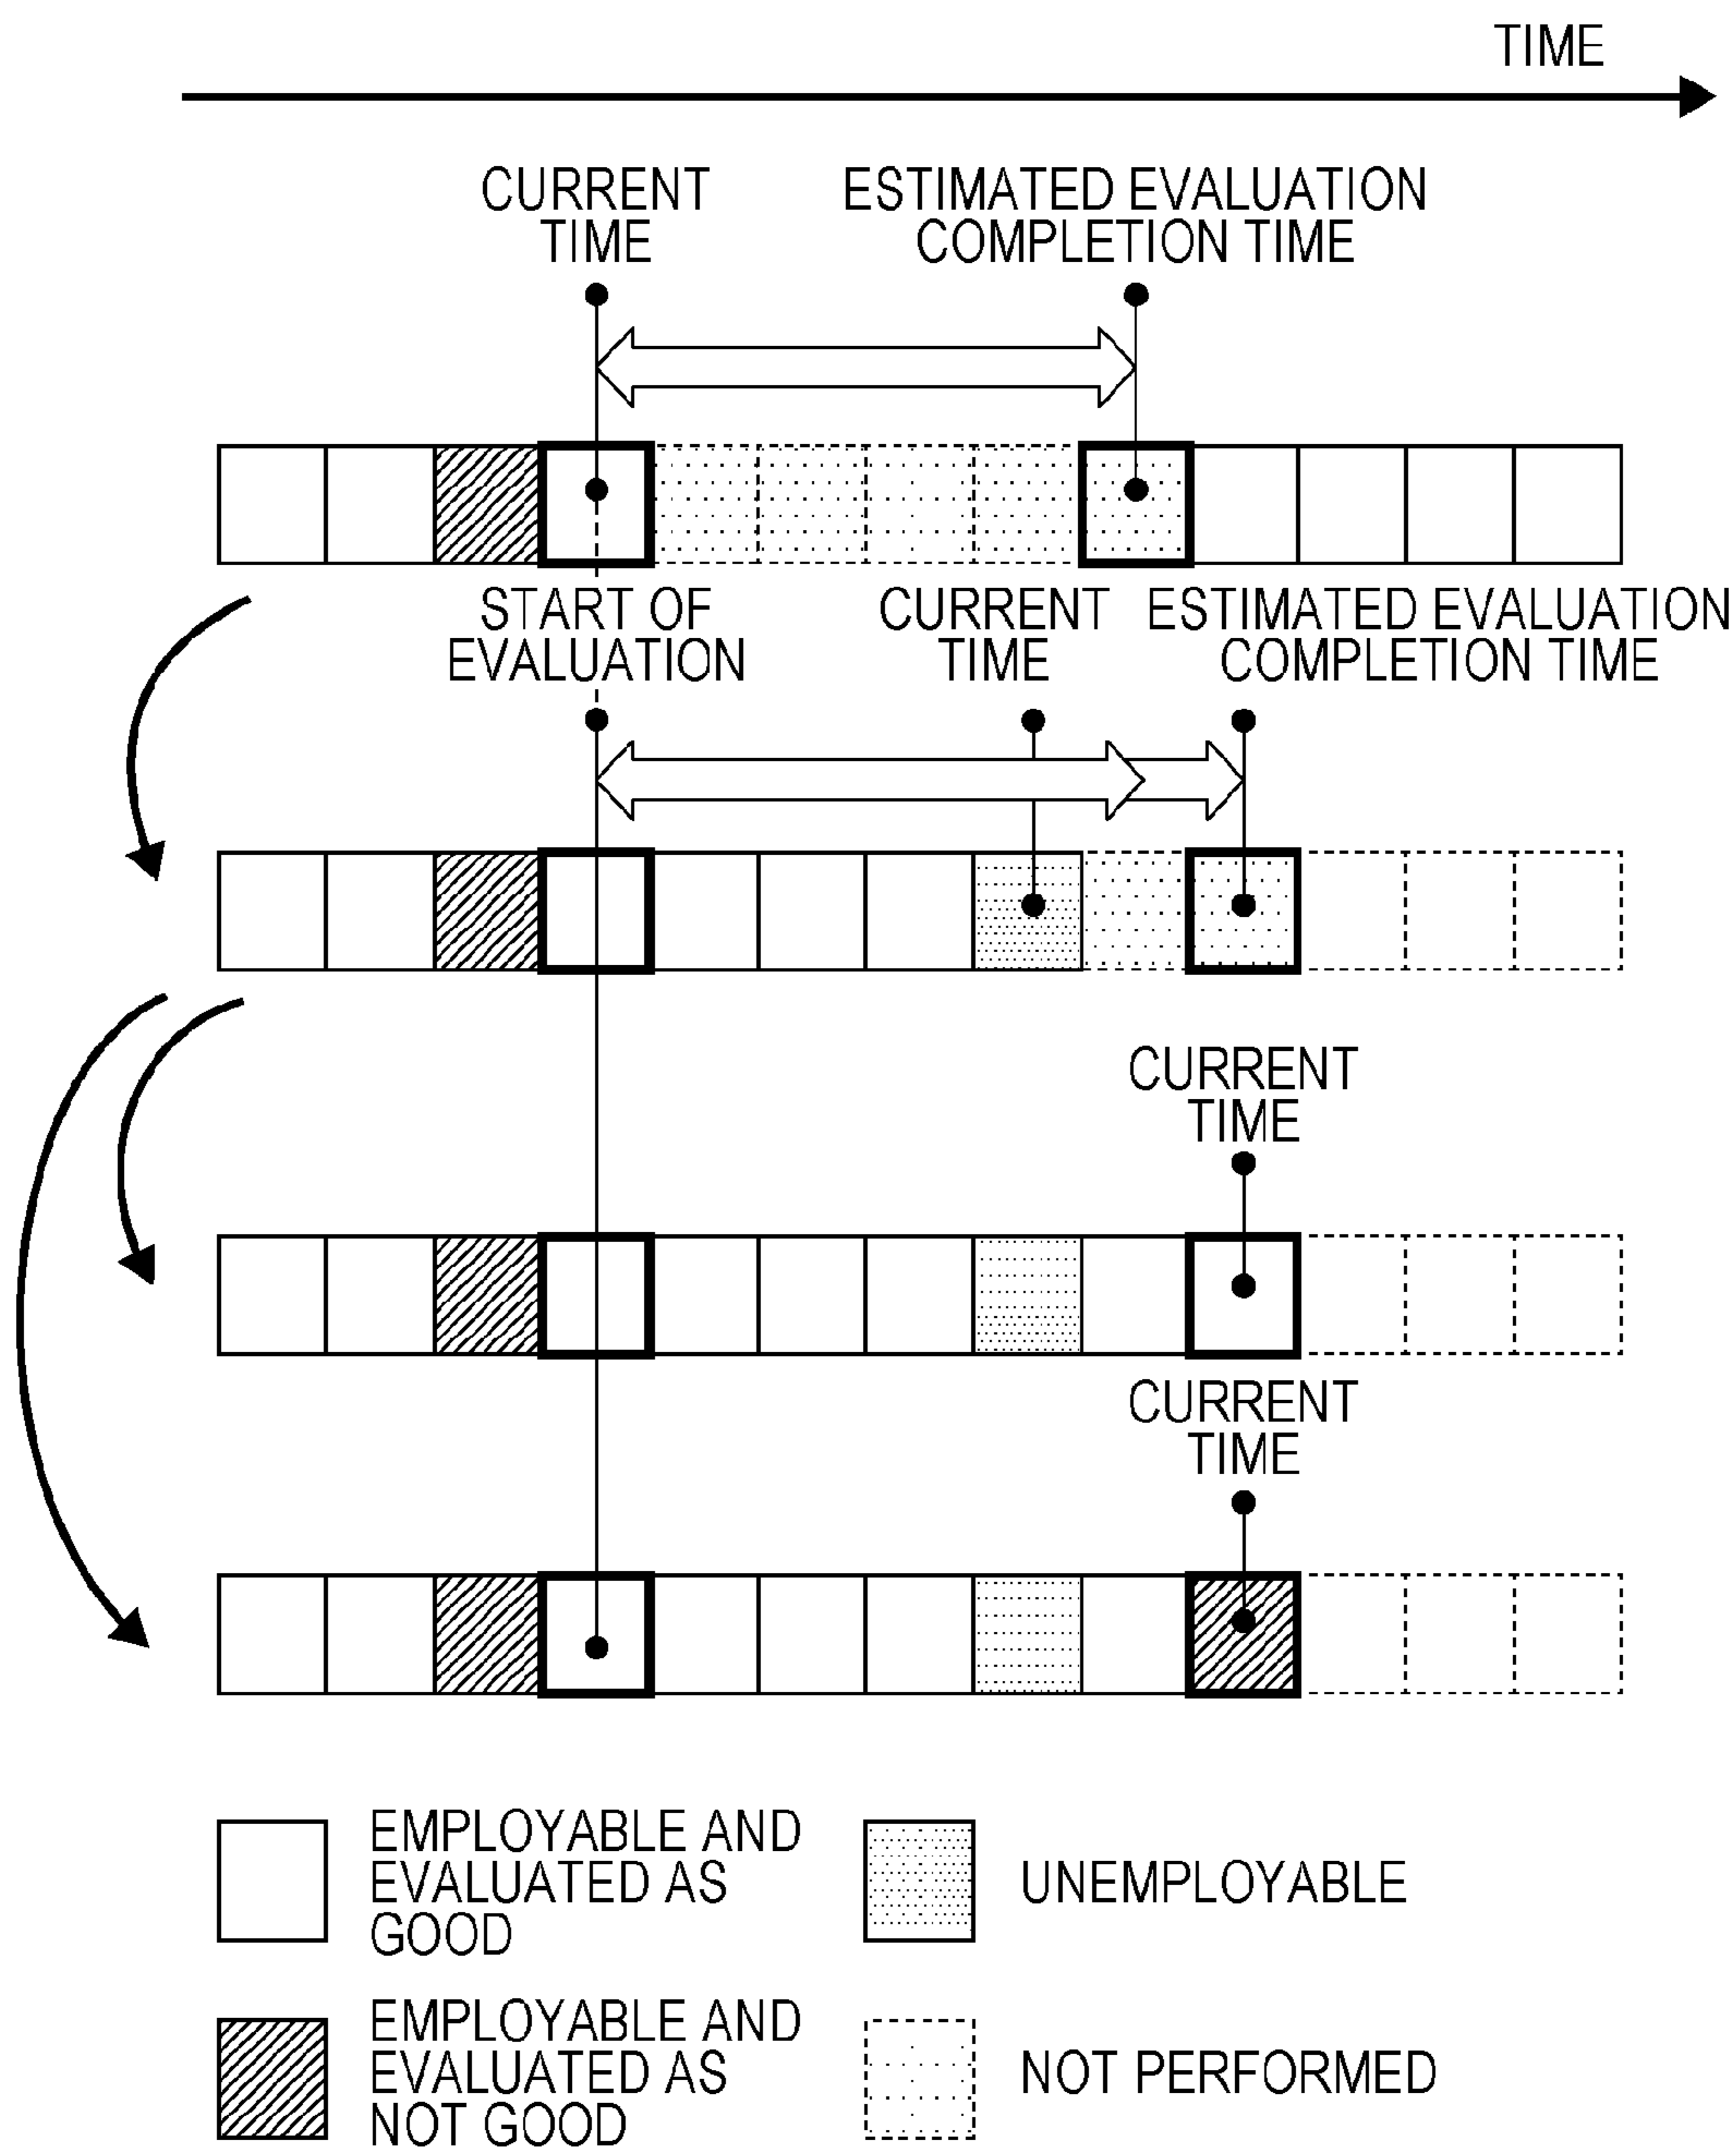 TIME
CURRENT
TIME
ESTIMATED EVALUATION
COMPLETION TIME
START OF
EVALUATION
CURRENT
TIME
ESTIMATED EVALUATION
COMPLETION TIME
CURRENT
TIME
CURRENT
TIME
EMPLOYABLE AND
EVALUATED AS
GOOD
UNEMPLOYABLE
EMPLOYABLE AND
EVALUATED AS
NOT GOOD
NOT PERFORMED